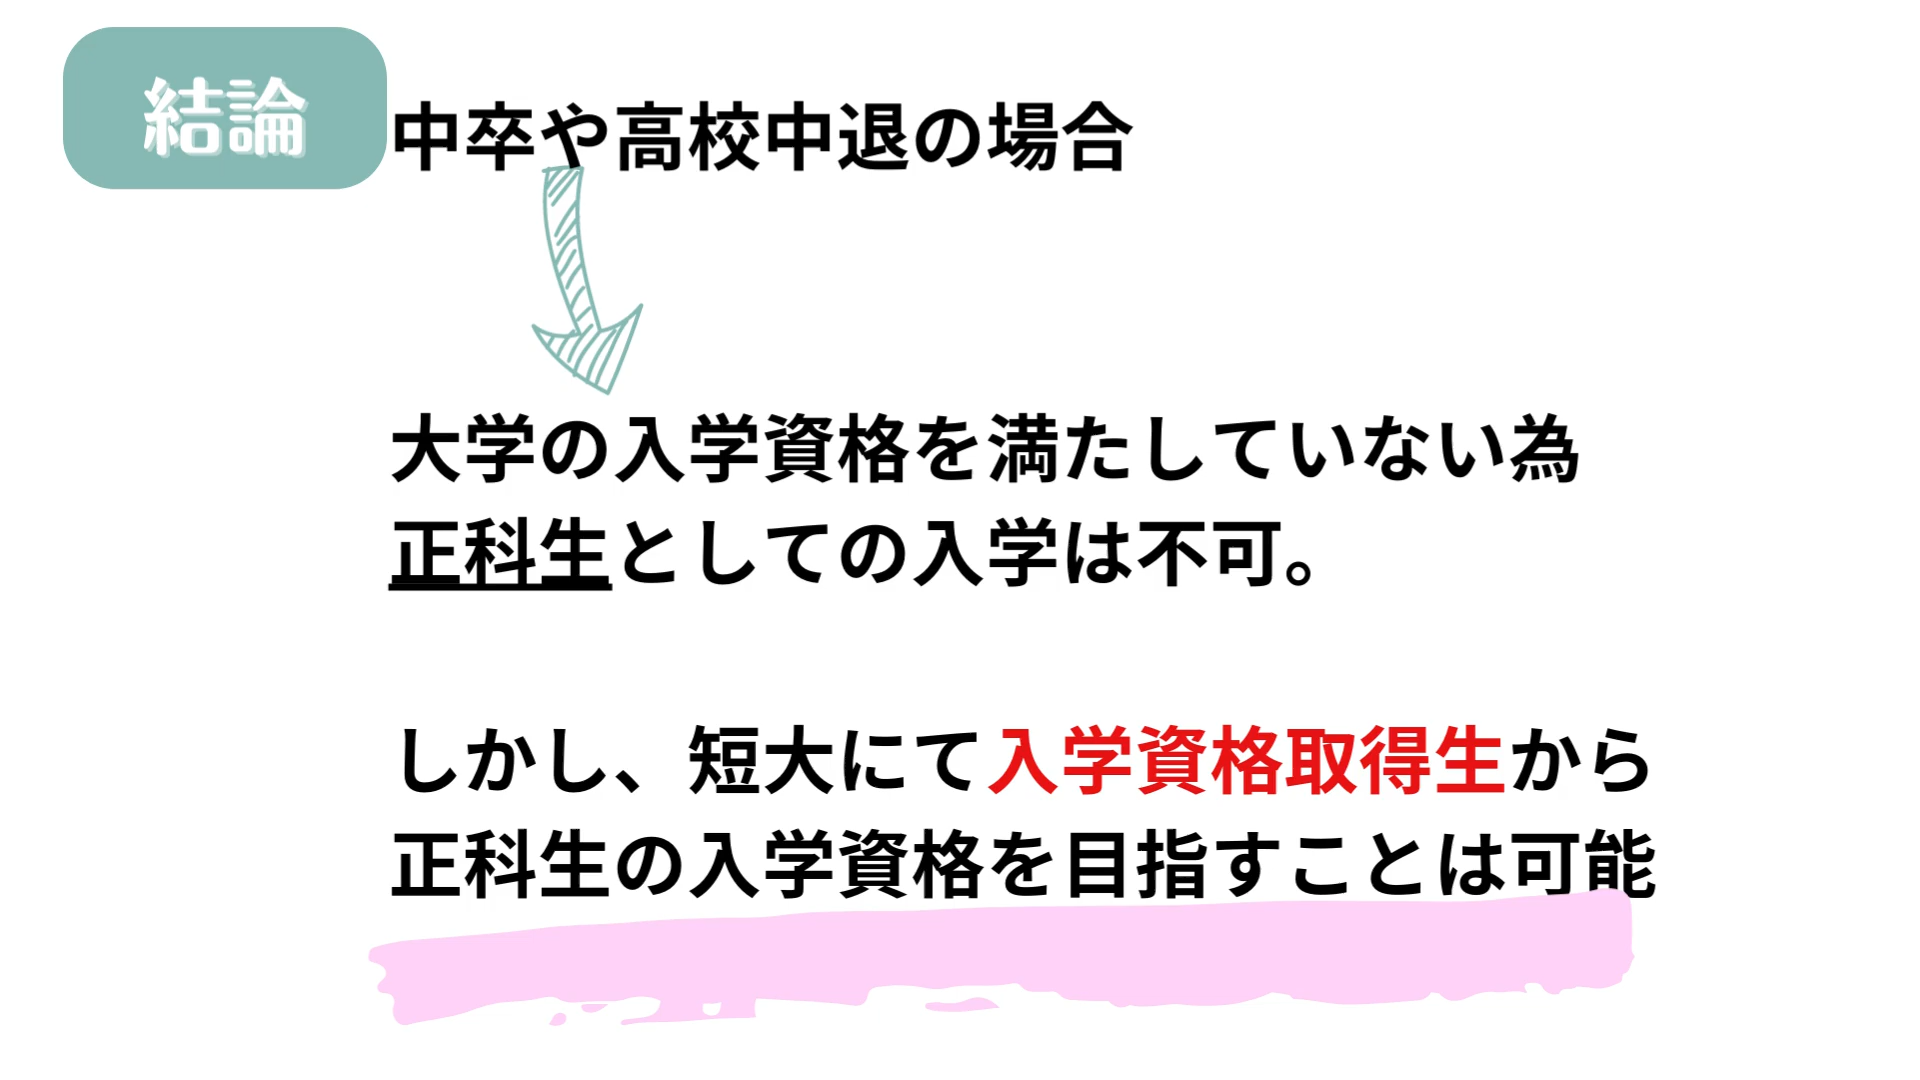 結論
中卒や高校中退の場合
大学の入学資格を満たしていない為
正科生としての入学は不可。
しかし、短大にて入学資格取得生から
正科生の入学資格を目指すことは可能